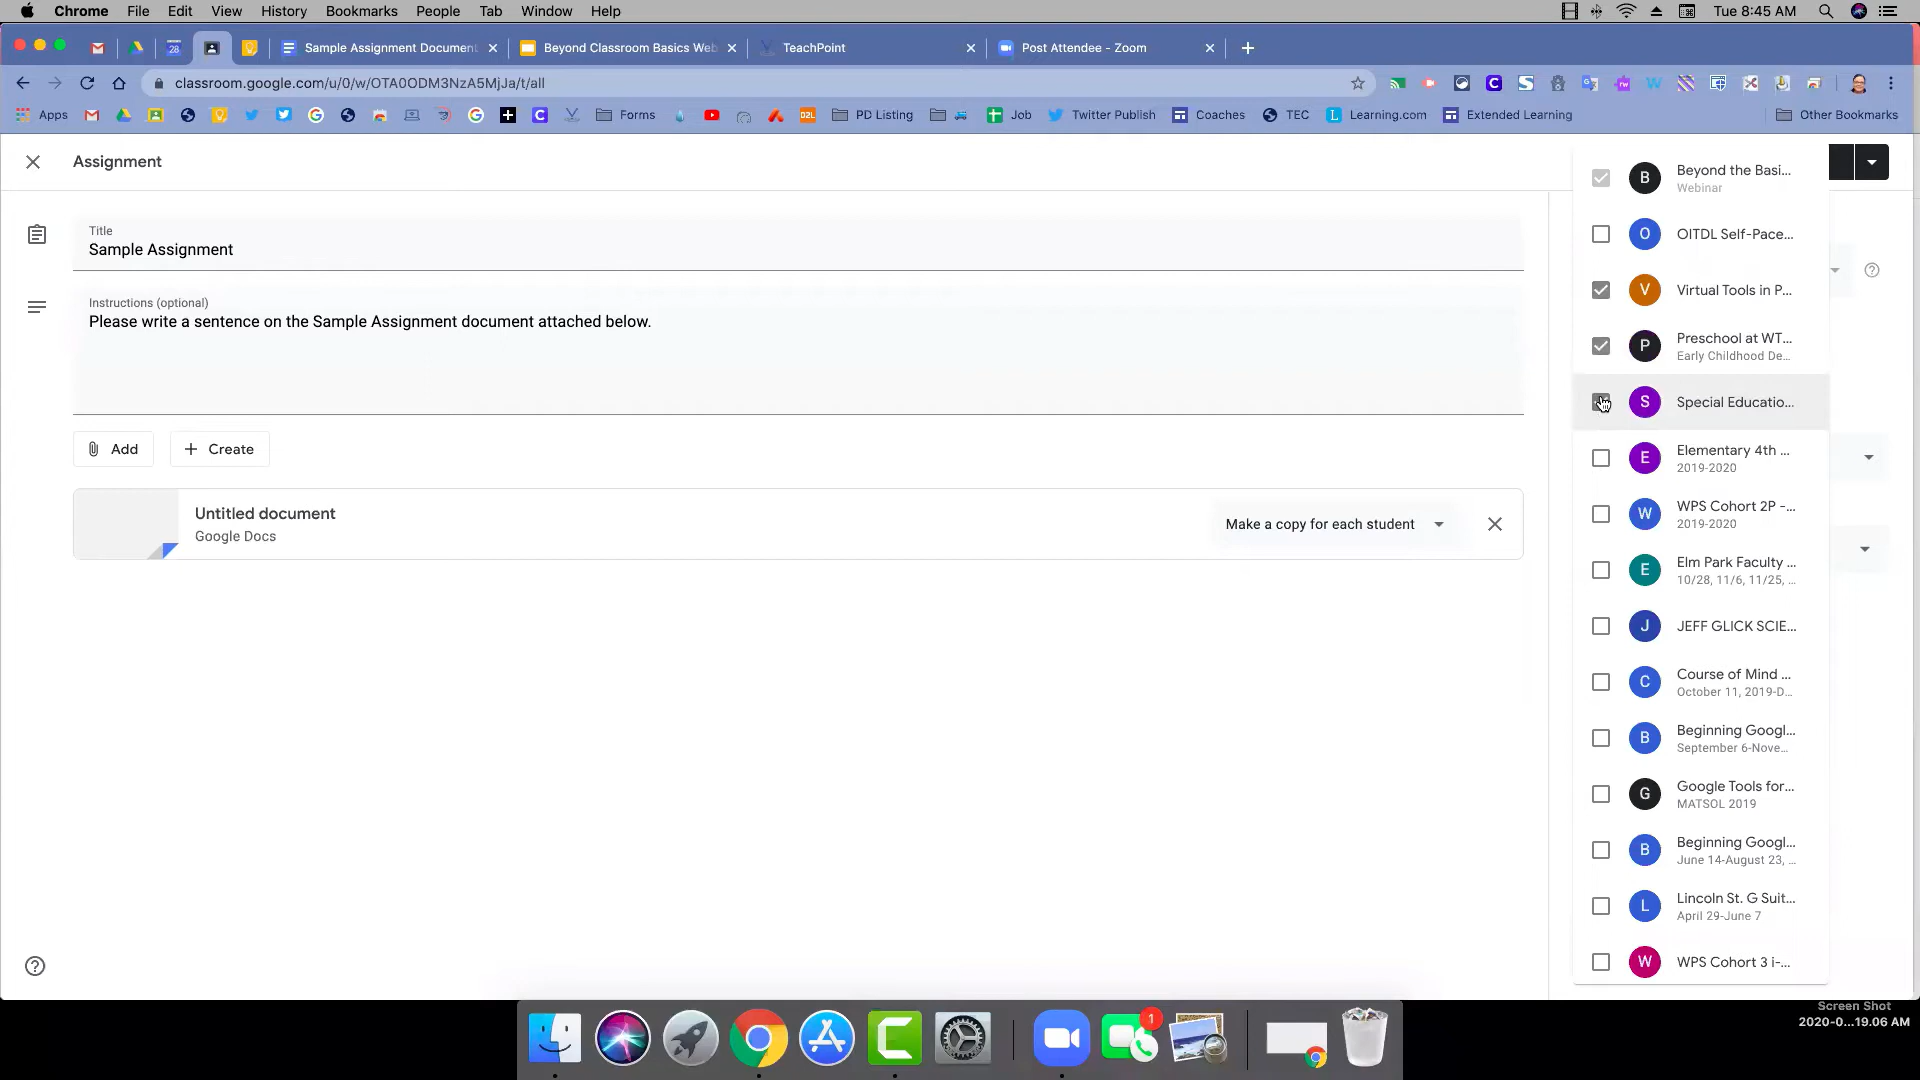 Chrome File Edit View History Bookmarks People Tab Window Help Tue 8:45 AM
28 Sample Assignment Document Beyond Classroom Basics Web TeachPoint Post Attendee - Zoom
classroom.google.com/u/0/w/OTA0ODM3NzA5MjJa/t/all
Apps Forms D2L PD Listing Job Twitter Publish Coaches TEC Learning.com Extended Learning Other Bookmarks
Assignment
Title
Sample Assignment
Instructions (optional)
Please write a sentence on the Sample Assignment document attached below.
Add Create
Untitled document
Google Docs
Make a copy for each student
B Beyond the Basi...
Webinar
O OITDL Self-Pace...
V Virtual Tools in P...
P Preschool at WT...
Early Childhood De...
S Special Educatio...
E Elementary 4th ...
2019-2020
W WPS Cohort 2P -...
2019-2020
E Elm Park Faculty ...
10/28, 11/6, 11/25, ...
J JEFF GLICK SCIE...
C Course of Mind ...
October 11, 2019-D...
B Beginning Googl...
September 6-Nove...
G Google Tools for...
MATSOL 2019
B Beginning Googl...
June 14-August 23, ...
L Lincoln St. G Suit...
April 29-June 7
W WPS Cohort 3 i-...
1
Screen Shot
2020-0...19.06 AM